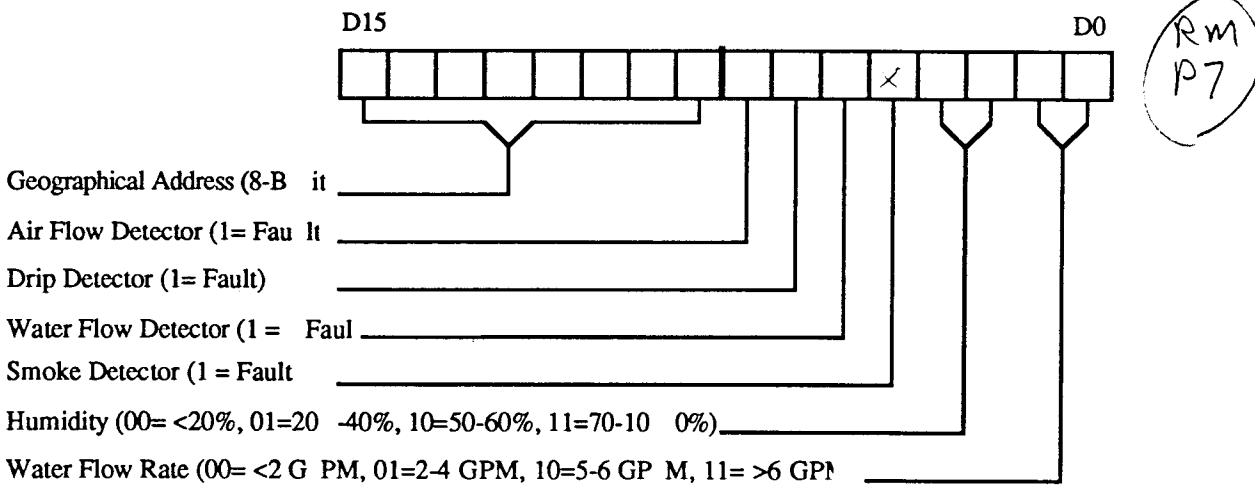 D15 D0
Rm
P7
x
Geographical Address (8-B it
Air Flow Detector (1= Fau lt
Drip Detector (1= Fault)
Water Flow Detector (1 = Faul
Smoke Detector (1 = Fault
Humidity (00= <20%, 01=20 -40%, 10=50-60%, 11=70-10 0%)
Water Flow Rate (00= <2 G PM, 01=2-4 GPM, 10=5-6 GP M, 11= >6 GPM